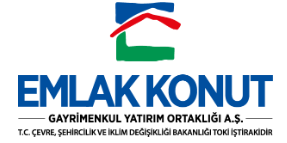 EMLAK KONUT
GAYRİMENKUL YATIRIM ORTAKLIĞI A.Ş.
T.C. ÇEVRE, ŞEHİRCİLİK VE İKLİM DEĞİŞİKLİĞİ BAKANLIĞI TOKİ İŞTİRAKİDİR